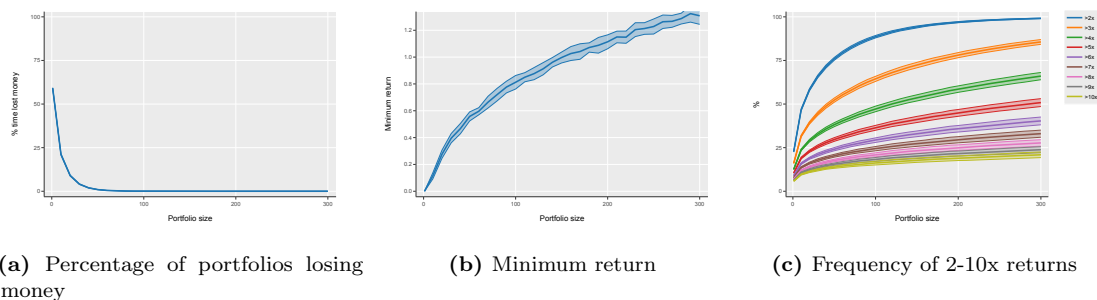 100
75
50
25
0
% time lost money
0
100
200
300
Portfolio size
1.2
1.0
0.8
0.6
0.4
0.2
0.0
Minimum return
0
100
200
300
Portfolio size
100
75
50
25
0
%
0
100
200
300
Portfolio size
>2x
>3x
>4x
>5x
>6x
>7x
>8x
>9x
>10x
(a) Percentage of portfolios losing
money
(b) Minimum return
(c) Frequency of 2-10x returns